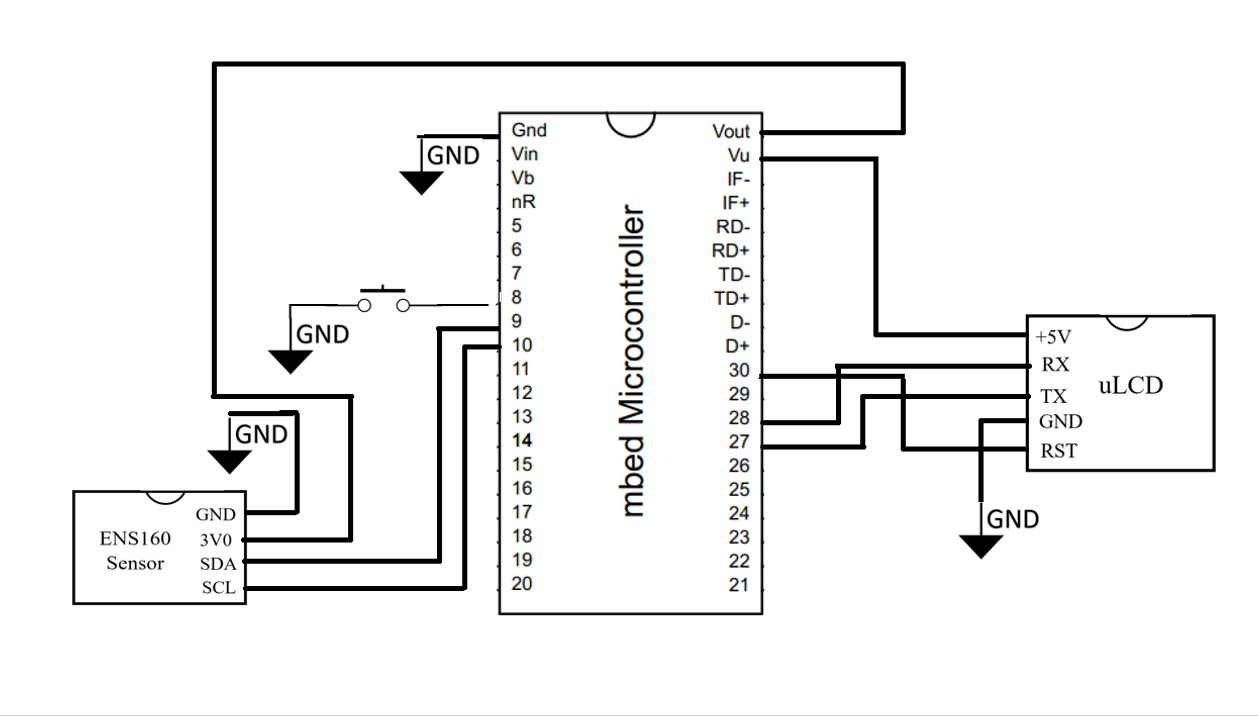 Gnd
Vin
Vb
nR
5
6
7
8
9
10
11
12
13
14
15
16
17
18
19
20
mbed Microcontroller
Vout
Vu
IF-
IF+
RD-
RD+
TD-
TD+
D-
D+
30
29
28
27
26
25
24
23
22
21
GND
GND
GND
ENS160
Sensor
GND
3V0
SDA
SCL
+5V
RX
TX
GND
RST
uLCD
GND